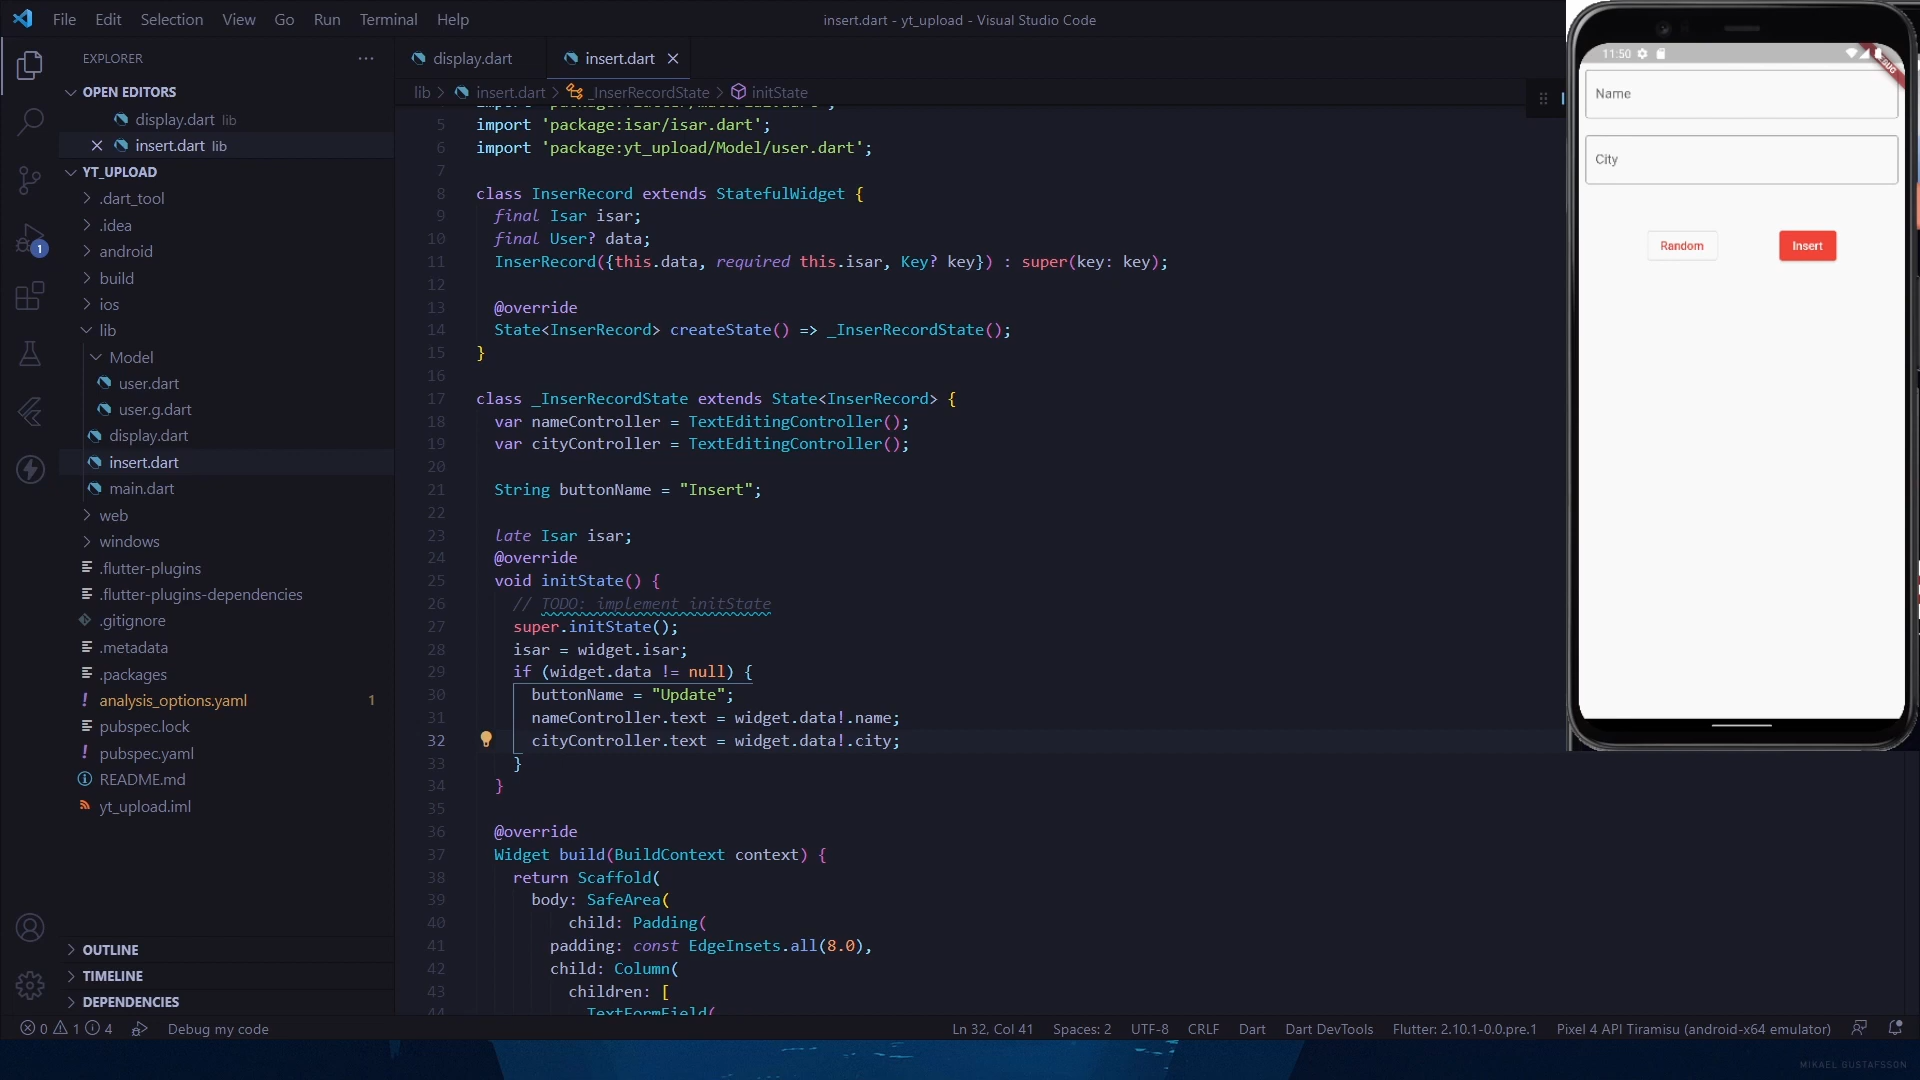 File Edit Selection View Go Run Terminal Help
insert.dart - yt_upload - Visual Studio Code
EXPLORER
OPEN EDITORS
display.dart lib
insert.dart lib
YT_UPLOAD
.dart_tool
.idea
android
build
ios
lib
Model
user.dart
user.g.dart
display.dart
insert.dart
main.dart
web
windows
.flutter-plugins
.flutter-plugins-dependencies
.gitignore
.metadata
.packages
analysis_options.yaml 1
pubspec.lock
pubspec.yaml
README.md
yt_upload.iml
OUTLINE
TIMELINE
DEPENDENCIES
1
display.dart
insert.dart
lib > insert.dart > _InserRecordState > initState
5 import 'package:isar/isar.dart';
6 import 'package:yt_upload/Model/user.dart';
7
8 class InserRecord extends StatefulWidget {
9 final Isar isar;
10 final User? data;
11 InserRecord({this.data, required this.isar, Key? key}) : super(key: key);
12
13 @override
14 State<InserRecord> createState() => _InserRecordState();
15 }
16
17 class _InserRecordState extends State<InserRecord> {
18 var nameController = TextEditingController();
19 var cityController = TextEditingController();
20
21 String buttonName = "Insert";
22
23 late Isar isar;
24 @override
25 void initState() {
26 // TODO: implement initState
27 super.initState();
28 isar = widget.isar;
29 if (widget.data != null) {
30 buttonName = "Update";
31 nameController.text = widget.data!.name;
32 cityController.text = widget.data!.city;
33 }
34 }
35
36 @override
37 Widget build(BuildContext context) {
38 return Scaffold(
39 body: SafeArea(
40 child: Padding(
41 padding: const EdgeInsets.all(8.0),
42 child: Column(
43 children: [
44 TextFormField(
11:50
Name
City
Random
Insert
0 1 4 Debug my code
Ln 32, Col 41 Spaces: 2 UTF-8 CRLF Dart Dart DevTools Flutter: 2.10.1-0.0.pre.1 Pixel 4 API Tiramisu (android-x64 emulator)
MIKAEL GUSTAFSSON